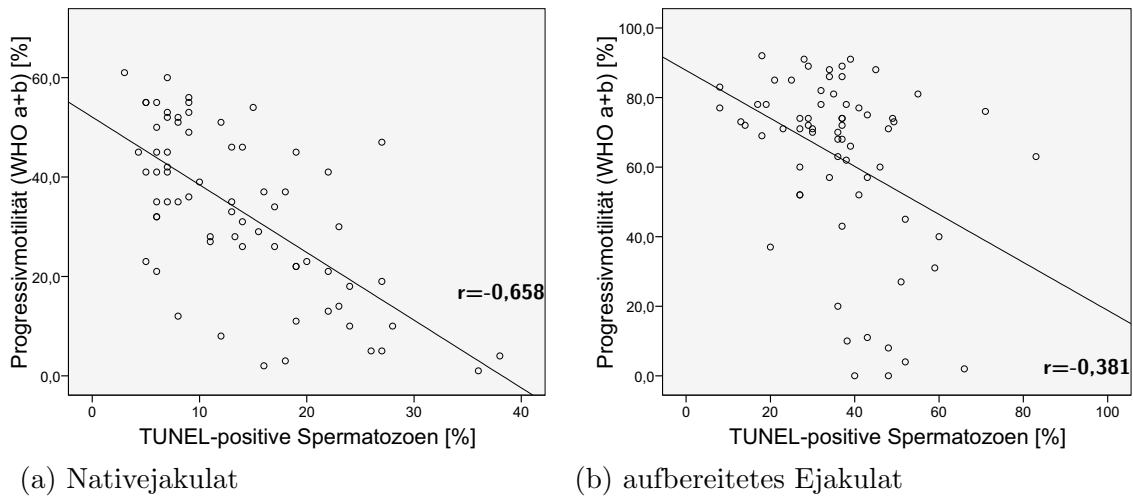 Progressivmotilität (WHO a+b) [%]
60,0
40,0
20,0
0,0
r=-0,658
0 10 20 30 40
TUNEL-positive Spermatozoen [%]
(a) Nativejakulat
Progressivmotilität (WHO a+b) [%]
100,0
80,0
60,0
40,0
20,0
0,0
r=-0,381
0 20 40 60 80 100
TUNEL-positive Spermatozoen [%]
(b) aufbereitetes Ejakulat